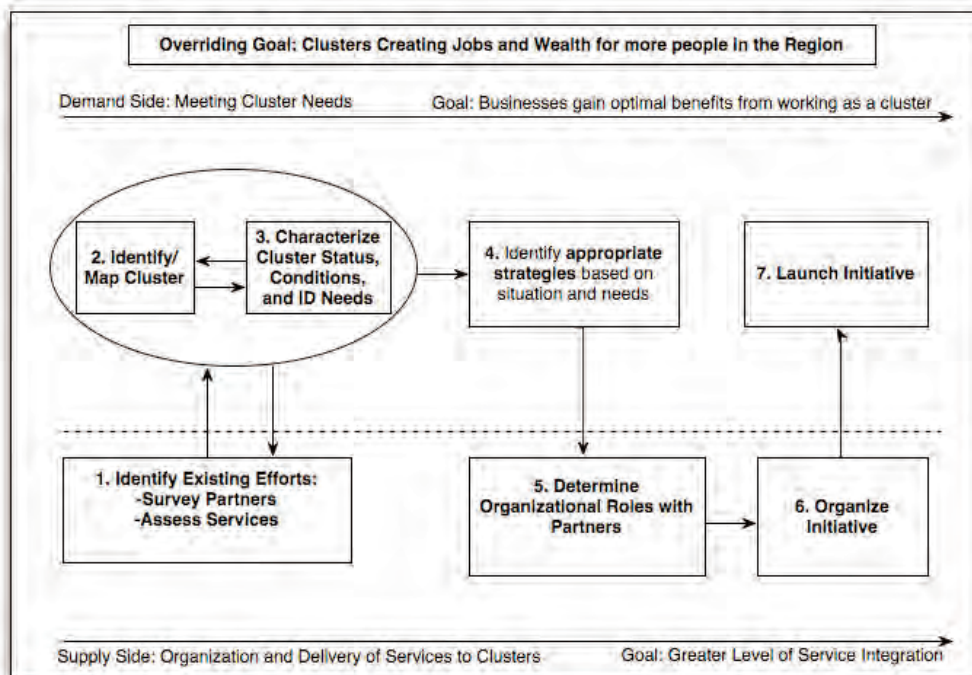 Overriding Goal: Clusters Creating Jobs and Wealth for more people in the Region
Demand Side: Meeting Cluster Needs
Goal: Businesses gain optimal benefits from working as a cluster
2. Identify/
Map Cluster
3. Characterize
Cluster Status,
Conditions,
and ID Needs
4. Identify appropriate
strategies based on
situation and needs
7. Launch Initiative
1. Identify Existing Efforts:
-Survey Partners
-Assess Services
5. Determine
Organizational Roles with
Partners
6. Organize
Initiative
Supply Side: Organization and Delivery of Services to Clusters
Goal: Greater Level of Service Integration